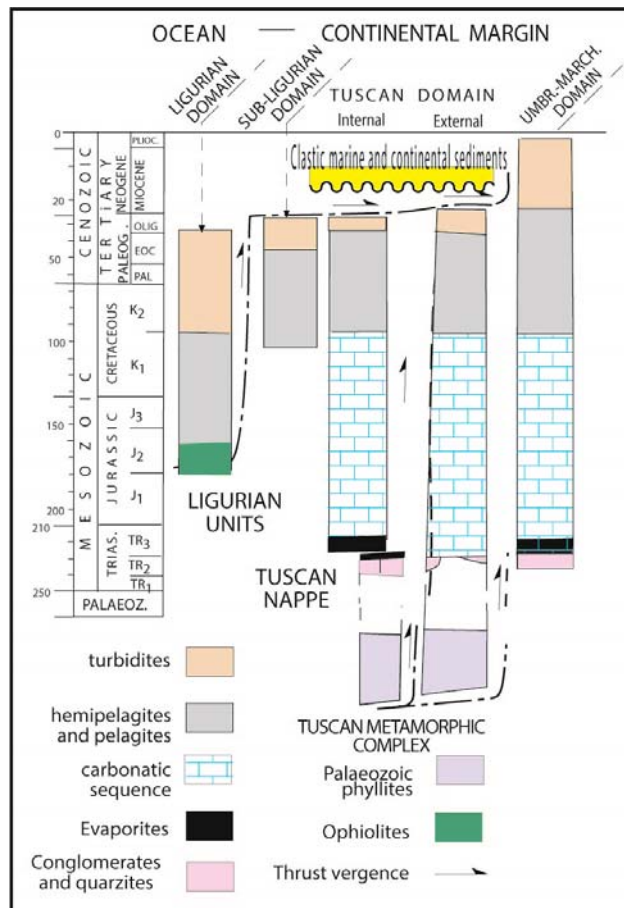 OCEAN — CONTINENTAL MARGIN
LIGURIAN
DOMAIN
SUB-LIGURIAN
DOMAIN
TUSCAN DOMAIN
Internal External
UMBR.-MARCH.
DOMAIN
0
20
50
100
150
200
210
250
CENOZOIC
MESOZOIC
TERTIARY
NEOGENE
PALEOG.
CRETACEOUS
JURASSIC
TRIAS.
PLIOC.
MIOCENE
OLIG
EOC
PAL
K2
K1
J3
J2
J1
TR3
TR2
TR1
PALAEOZ.
Clastic marine and continental sediments
LIGURIAN
UNITS
TUSCAN
NAPPE
TUSCAN METAMORPHIC
COMPLEX
turbidites
hemipelagites
and pelagites
carbonatic
sequence
Evaporites
Conglomerates
and quarzites
Palaeozoic
phyllites
Ophiolites
Thrust vergence